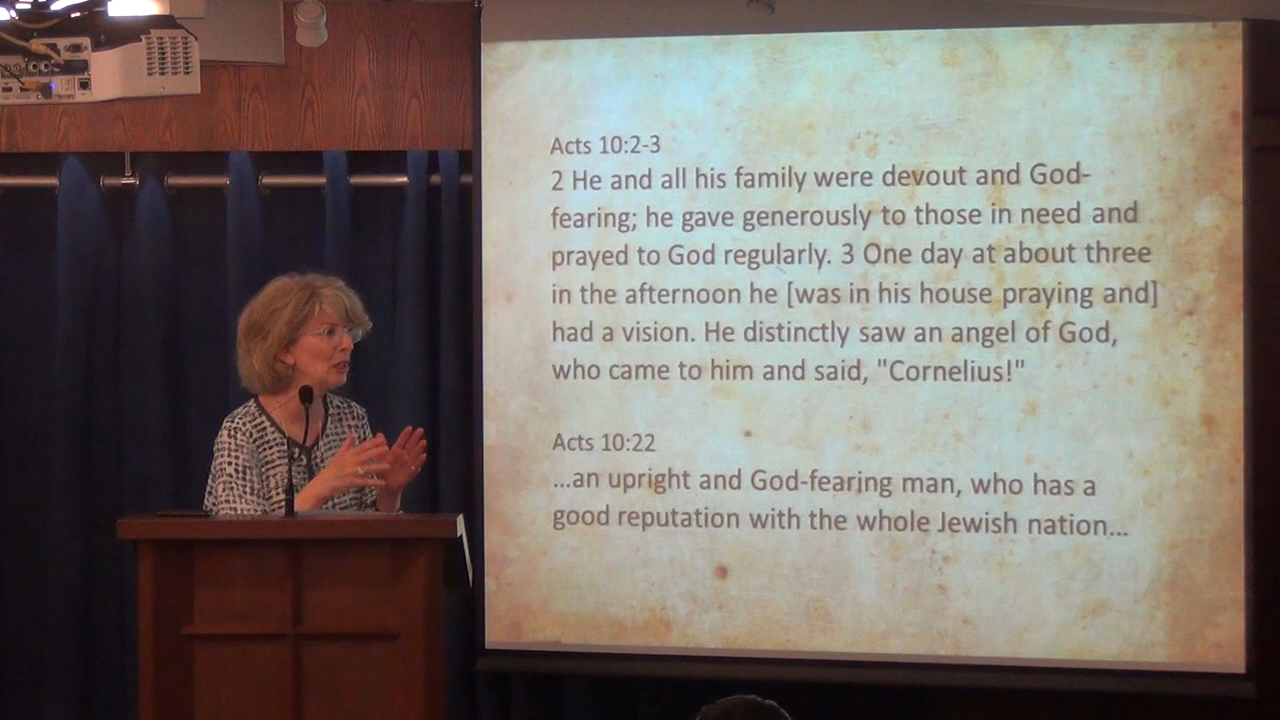 Acts 10:2-3
2 He and all his family were devout and God-
fearing; he gave generously to those in need and
prayed to God regularly. 3 One day at about three
in the afternoon he [was in his house praying and]
had a vision. He distinctly saw an angel of God,
who came to him and said, "Cornelius!"
Acts 10:22
...an upright and God-fearing man, who has a
good reputation with the whole Jewish nation...